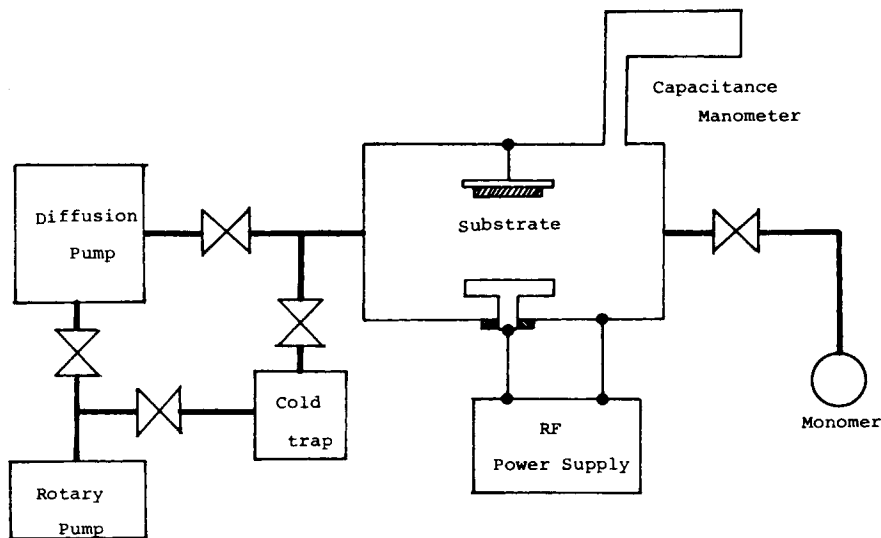 Capacitance
Manometer
Diffusion
Pump
Substrate
Cold
trap
Monomer
RF
Power Supply
Rotary
Pump